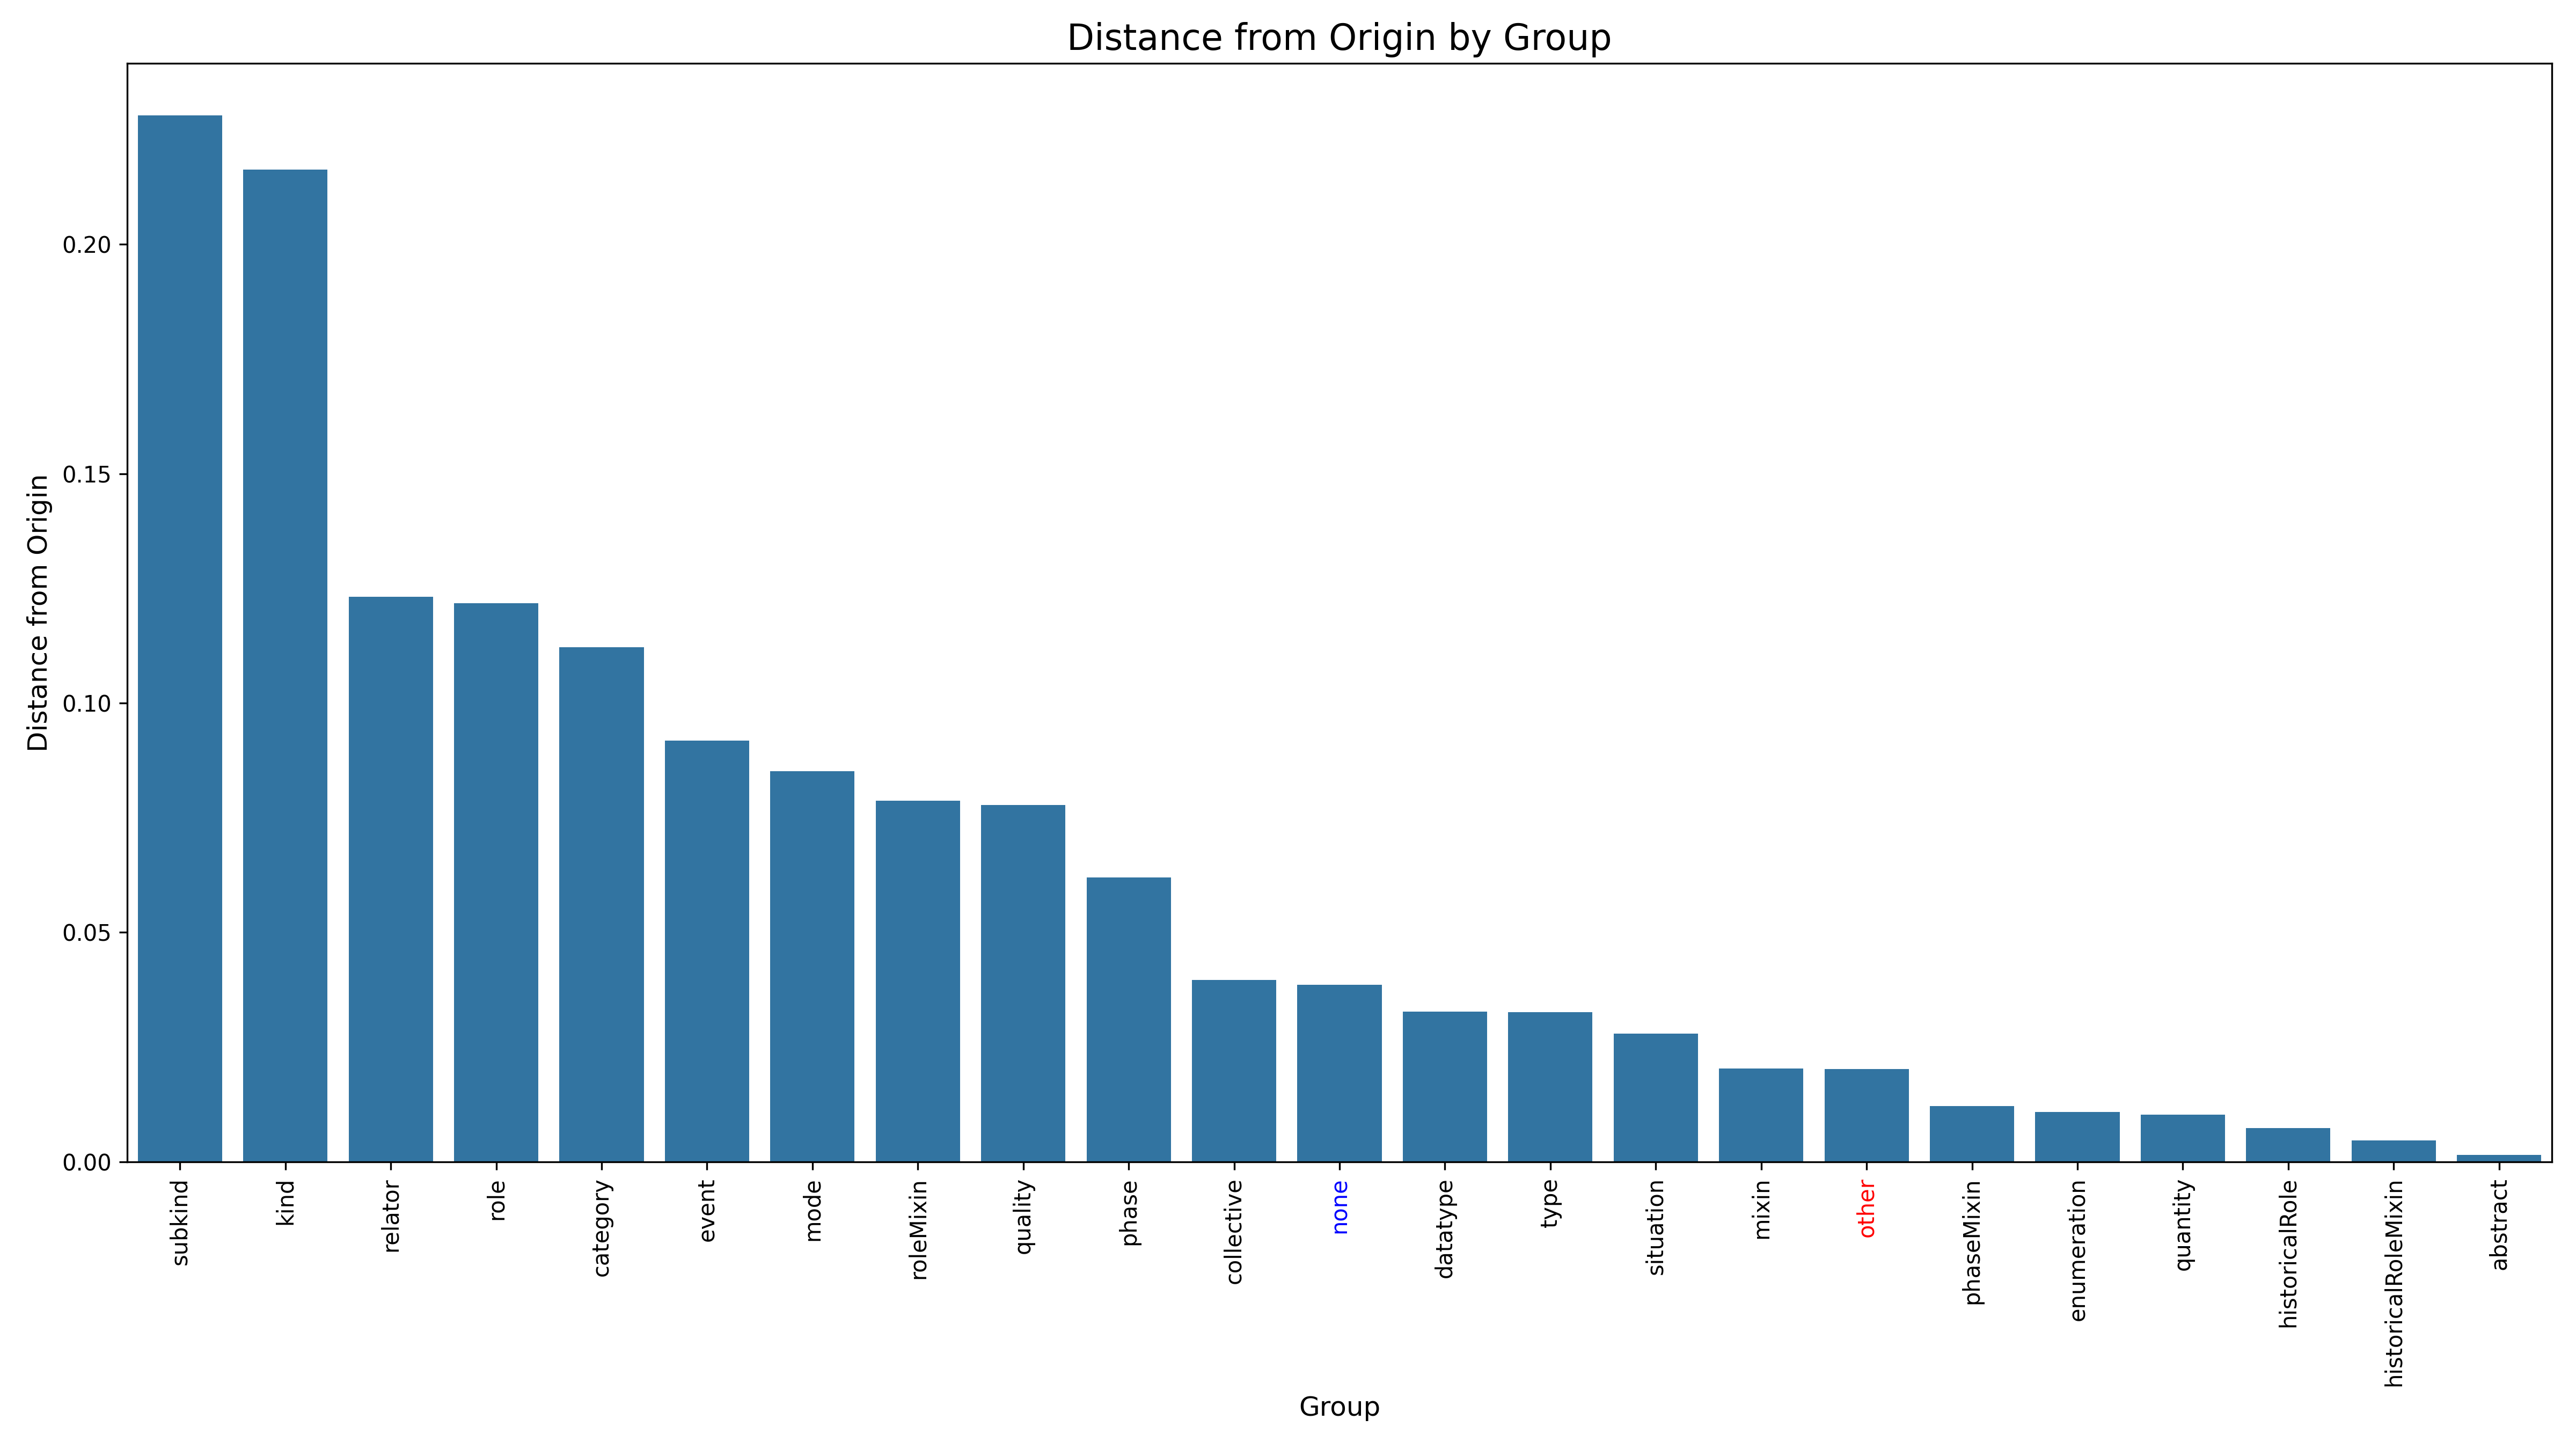 Distance from Origin by Group
Distance from Origin
0.20
0.15
0.10
0.05
0.00
subkind
kind
relator
role
category
event
mode
roleMixin
quality
phase
collective
none
datatype
type
situation
mixin
other
phaseMixin
enumeration
quantity
historicalRole
historicalRoleMixin
abstract
Group